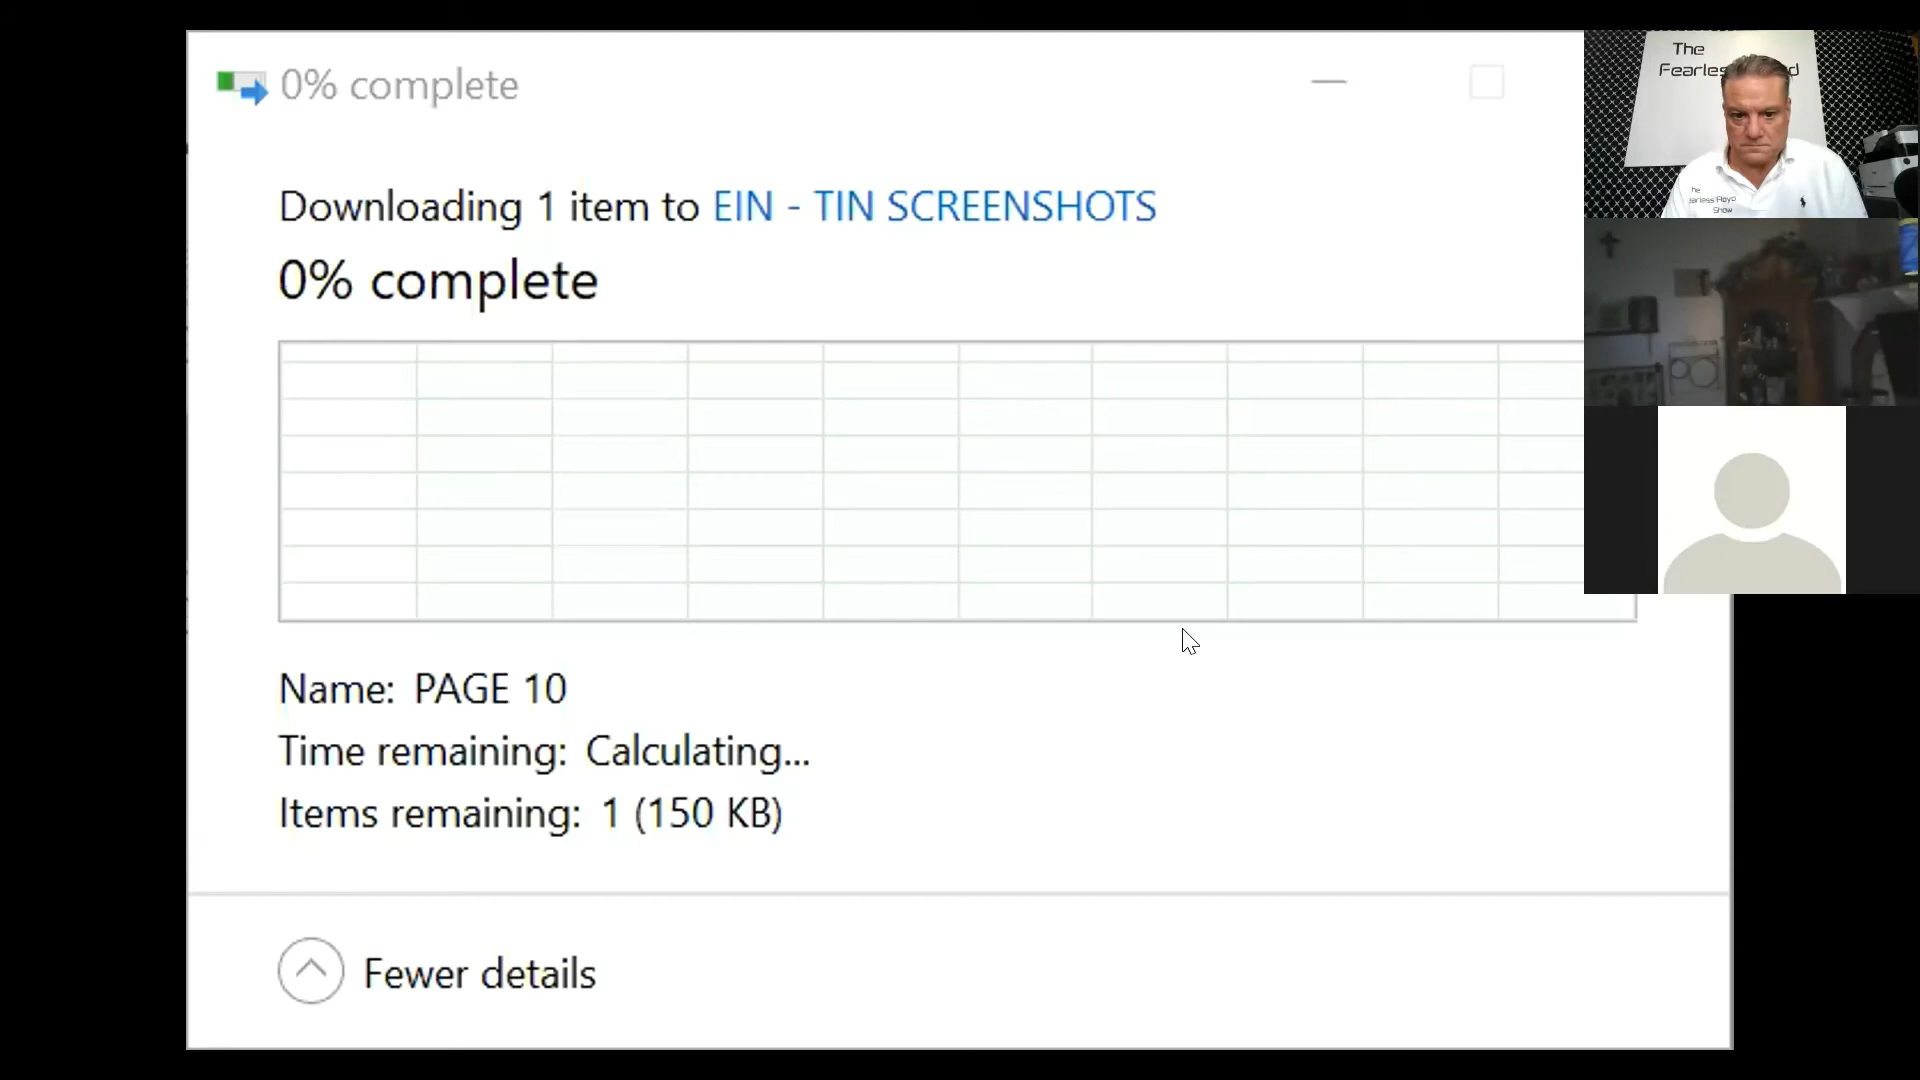 0% complete
Downloading 1 item to EIN - TIN SCREENSHOTS
0% complete
Name: PAGE 10
Time remaining: Calculating...
Items remaining: 1 (150 KB)
Fewer details
The
Show